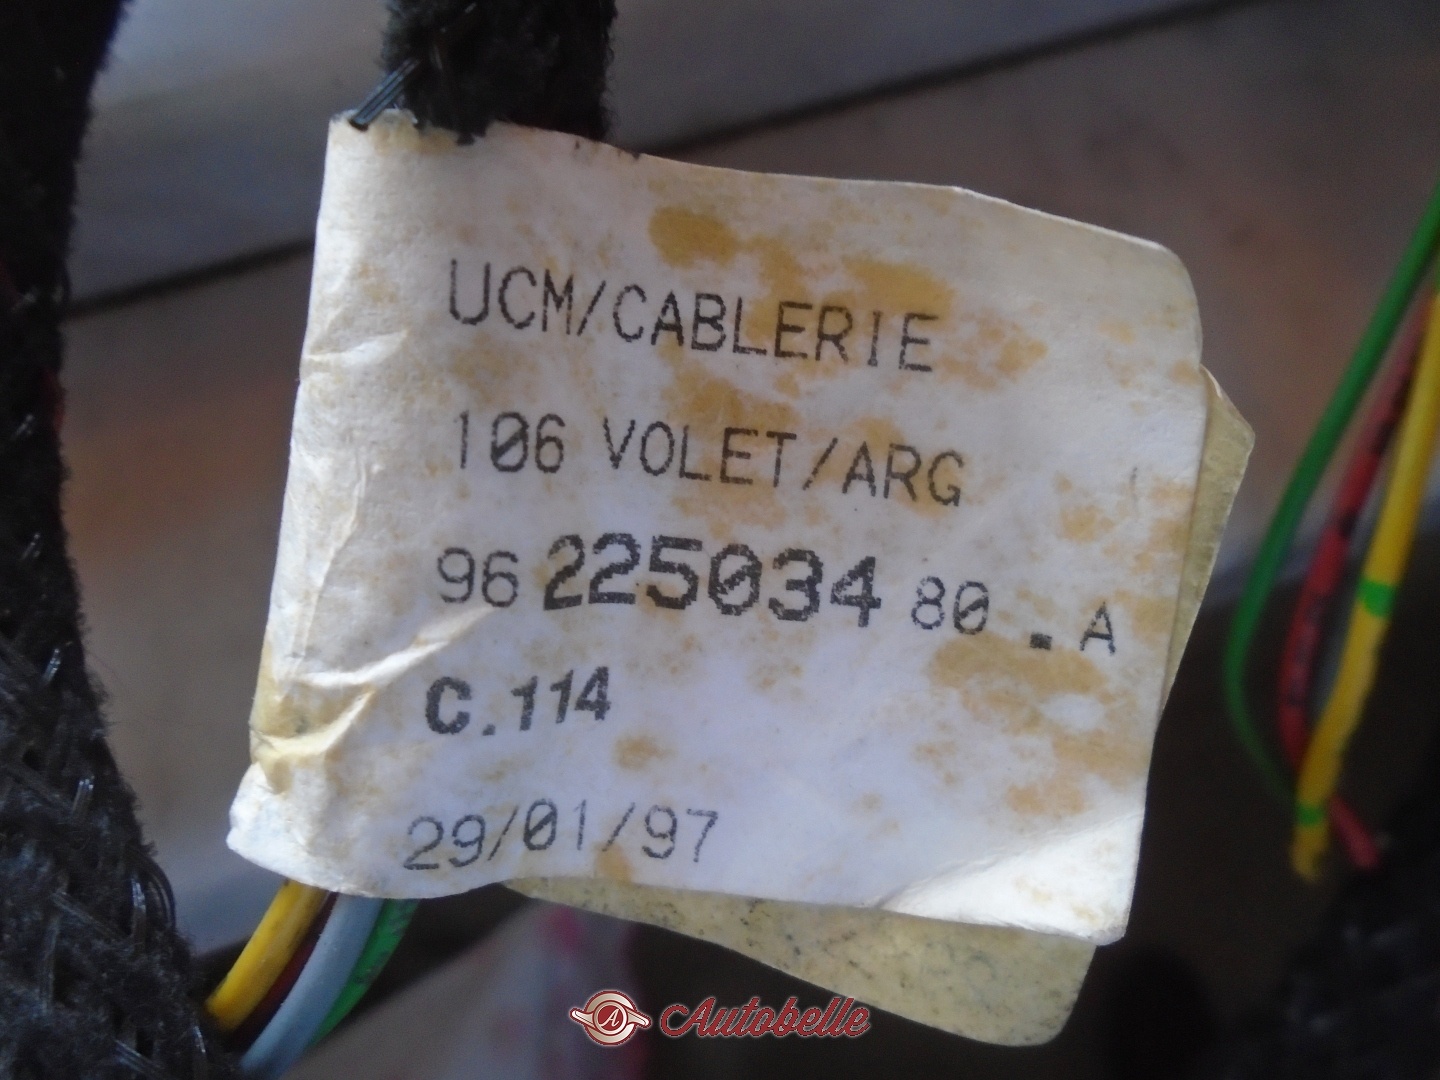 UCM/CABLERIE
106 VOLET/ARG
96 225034 80 . A
C.114
29/01/97
A Autobelle